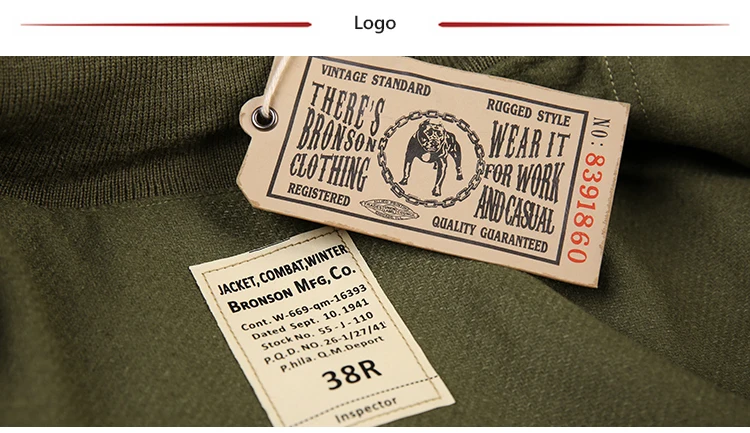 Logo
VINTAGE STANDARD
RUGGED STYLE
THERE'S
BRONSON
CLOTHING
WEAR IT
FOR WORK
AND CASUAL
REGISTERED
QUALITY GUARANTEED
NO: 8391860
JACKET, COMBAT, WINTER
BRONSON MFG, Co.
Cont. W-669-qm-16393
Dated Sept. 10. 1941
Stock No. 55 - J - 110
P.Q.D. NO. 26-1/27/41
P.hila. Q.M.Deport
38R
Inspector